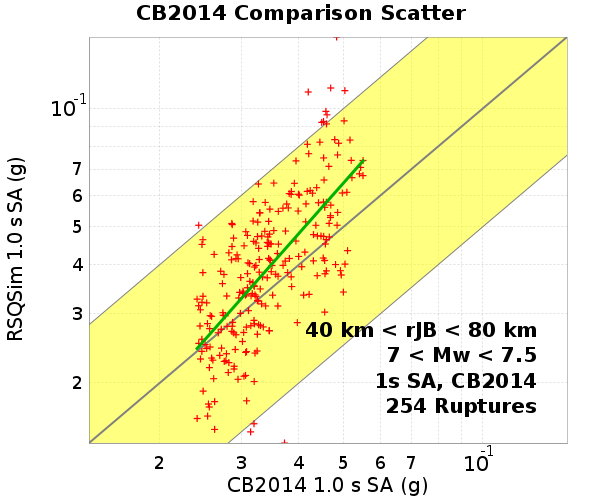 CB2014 Comparison Scatter
10-1
7
6
5
4
3
2
RSQSim 1.0 s SA (g)
40 km < rJB < 80 km
7 < Mw < 7.5
1s SA, CB2014
254 Ruptures
2 3 4 5 6 7 10-1
CB2014 1.0 s SA (g)